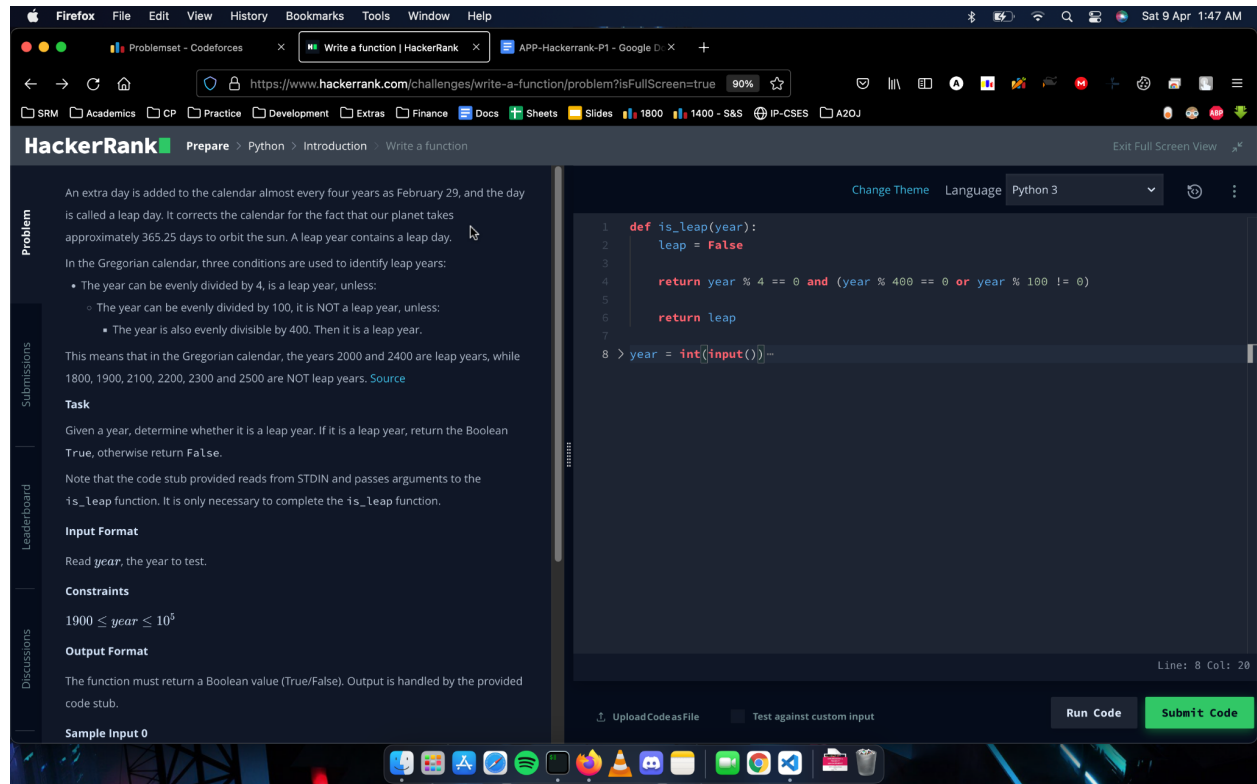 Firefox File Edit View History Bookmarks Tools Window Help Sat 9 Apr 1:47 AM
Problemset - Codeforces × Write a function | HackerRank × APP-Hackerrank-P1 - Google Do × +
https://www.hackerrank.com/challenges/write-a-function/problem?isFullScreen=true 90%
SRM Academics CP Practice Development Extras Finance Docs Sheets Slides 1800 1400 - S&S IP-CSES A2OJ
HackerRank Prepare > Python > Introduction > Write a function Exit Full Screen View
Problem
Submissions
Leaderboard
Discussions
An extra day is added to the calendar almost every four years as February 29, and the day
is called a leap day. It corrects the calendar for the fact that our planet takes
approximately 365.25 days to orbit the sun. A leap year contains a leap day.
In the Gregorian calendar, three conditions are used to identify leap years:
• The year can be evenly divided by 4, is a leap year, unless:
◦ The year can be evenly divided by 100, it is NOT a leap year, unless:
▪ The year is also evenly divisible by 400. Then it is a leap year.
This means that in the Gregorian calendar, the years 2000 and 2400 are leap years, while
1800, 1900, 2100, 2200, 2300 and 2500 are NOT leap years. Source
Task
Given a year, determine whether it is a leap year. If it is a leap year, return the Boolean
True, otherwise return False.
Note that the code stub provided reads from STDIN and passes arguments to the
is_leap function. It is only necessary to complete the is_leap function.
Input Format
Read year, the year to test.
Constraints
1900 ≤ year ≤ 10⁵
Output Format
The function must return a Boolean value (True/False). Output is handled by the provided
code stub.
Sample Input 0
Change Theme Language Python 3
1 def is_leap(year):
2 leap = False
3
4 return year % 4 == 0 and (year % 400 == 0 or year % 100 != 0)
5
6 return leap
7
8 > year = int(input())⋯
Line: 8 Col: 20
Upload Code as File Test against custom input Run Code Submit Code